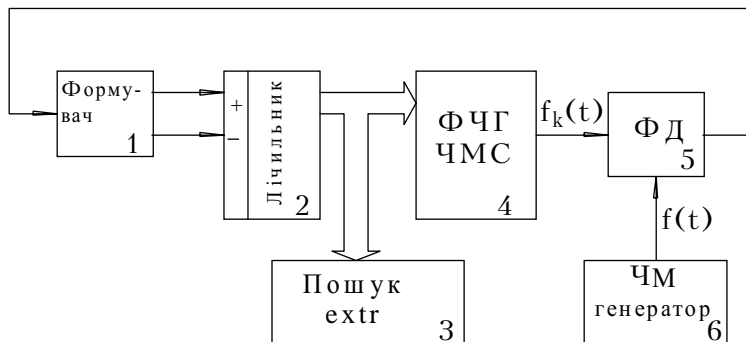 Форму-
вач
1
+
−
Лічильник
2
ФЧГ
ЧМС
4
f_k(t)
ФД
5
f(t)
Пошук
extr
3
ЧМ
генератор
6